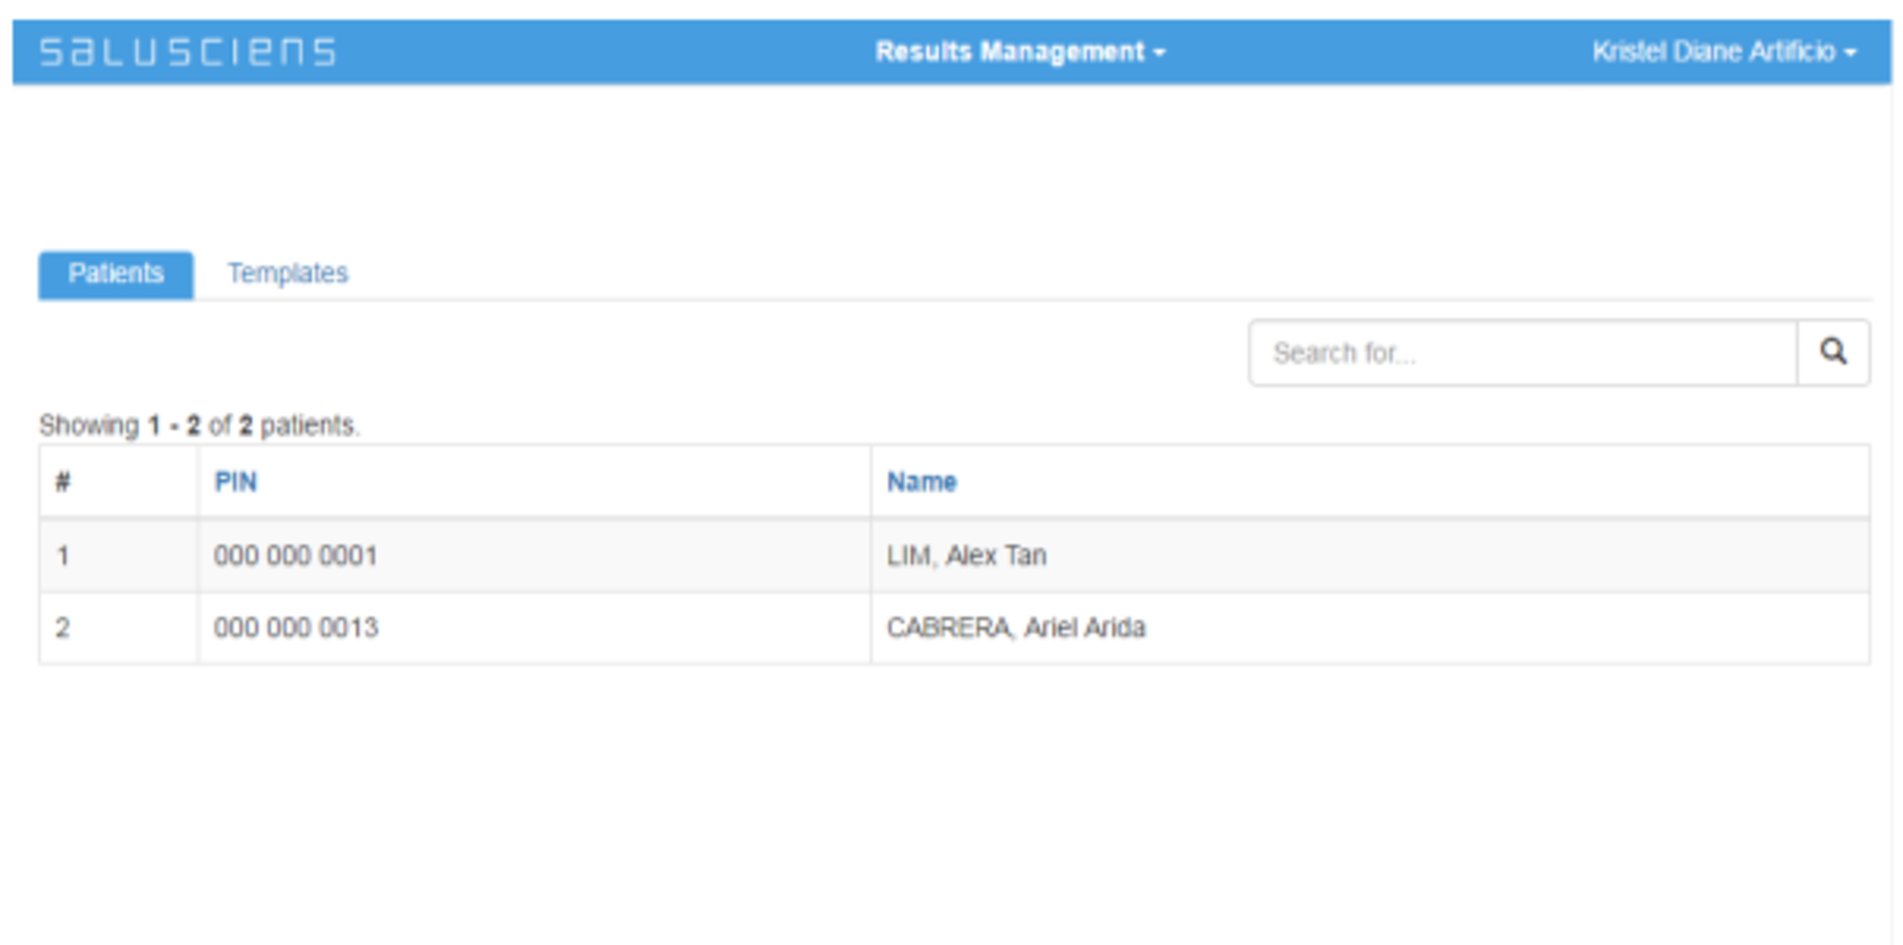 saLusciens Results Management Kristel Diane Artificio
Patients Templates
Search for...
Showing 1 - 2 of 2 patients.
# PIN Name
1 000 000 0001 LIM, Alex Tan
2 000 000 0013 CABRERA, Ariel Arida